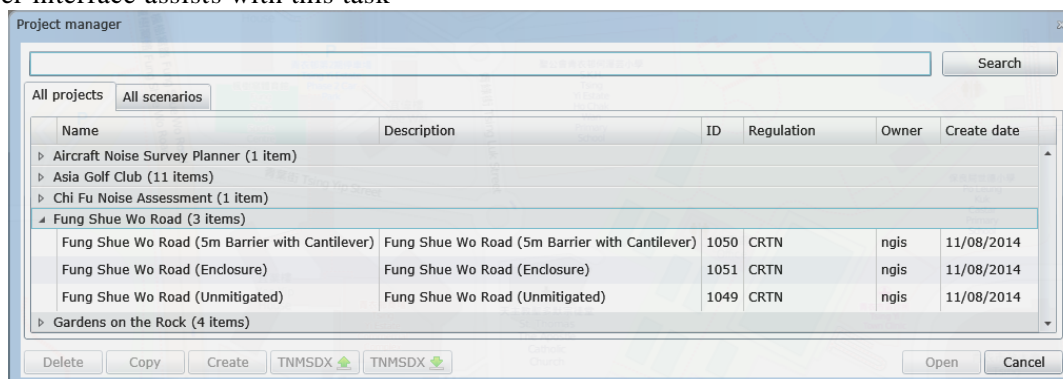 er interface assists with this task
Project manager
Search
All projects All scenarios
Name Description ID Regulation Owner Create date
Aircraft Noise Survey Planner (1 item)
Asia Golf Club (11 items)
Chi Fu Noise Assessment (1 item)
Fung Shue Wo Road (3 items)
Fung Shue Wo Road (5m Barrier with Cantilever) Fung Shue Wo Road (5m Barrier with Cantilever) 1050 CRTN ngis 11/08/2014
Fung Shue Wo Road (Enclosure) Fung Shue Wo Road (Enclosure) 1051 CRTN ngis 11/08/2014
Fung Shue Wo Road (Unmitigated) Fung Shue Wo Road (Unmitigated) 1049 CRTN ngis 11/08/2014
Gardens on the Rock (4 items)
Delete Copy Create TNMSDX TNMSDX Open Cancel